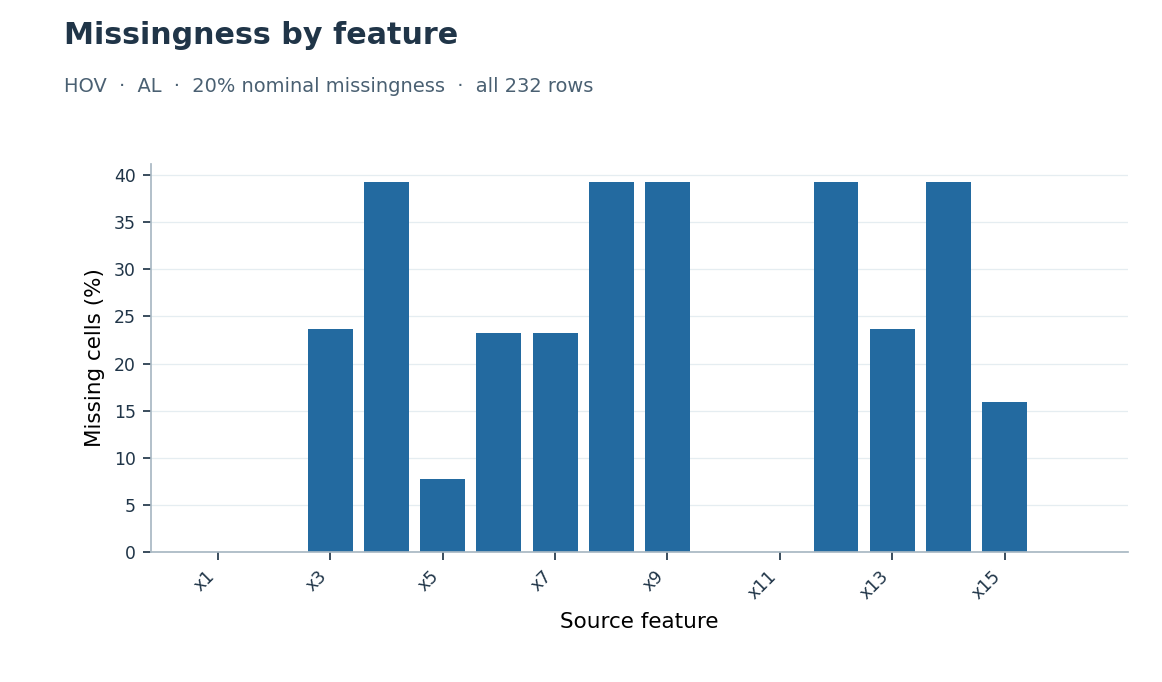 Missingness by feature
HOV · AL · 20% nominal missingness · all 232 rows
40
35
30
25
20
15
10
5
0
Missing cells (%)
x1
x3
x5
x7
x9
x11
x13
x15
Source feature